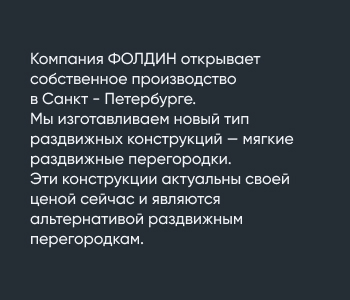 Компания ФОЛДИН открывает
собственное производство
в Санкт - Петербурге.
Мы изготавливаем новый тип
раздвижных конструкций — мягкие
раздвижные перегородки.
Эти конструкции актуальны своей
ценой сейчас и являются
альтернативой раздвижным
перегородкам.